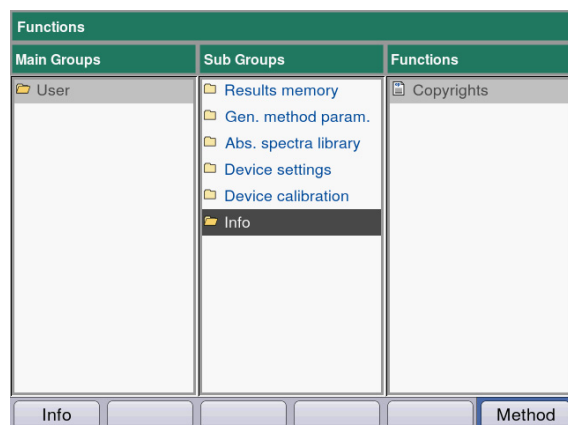 Functions
Main Groups
Sub Groups
Functions
User
Results memory
Gen. method param.
Abs. spectra library
Device settings
Device calibration
Info
Copyrights
Info
Method